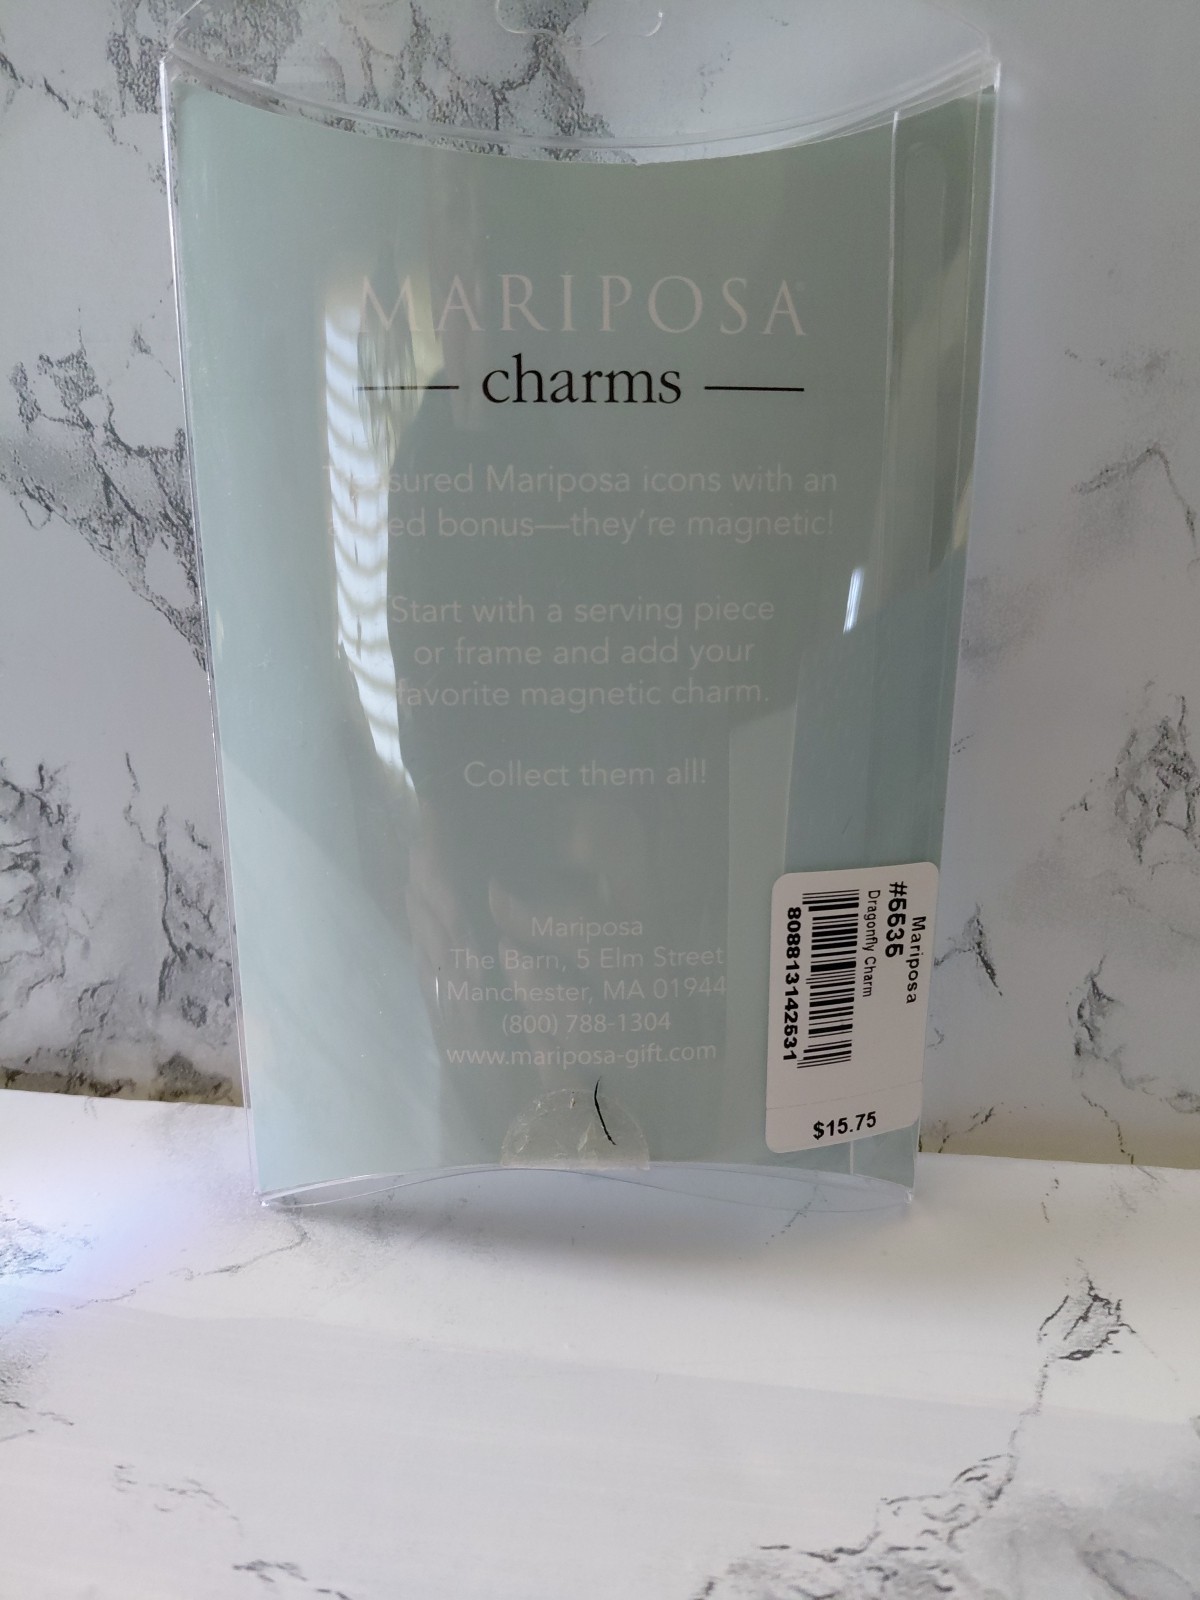 MARIPOSA
charms
Treasured Mariposa icons with an
added bonus—they're magnetic!
Start with a serving piece
or frame and add your
favorite magnetic charm.
Collect them all!
Mariposa
The Barn, 5 Elm Street
Manchester, MA 01944
(800) 788-1304
www.mariposa-gift.com
Mariposa
#5535
Dragonfly Charm
808813142531
$15.75